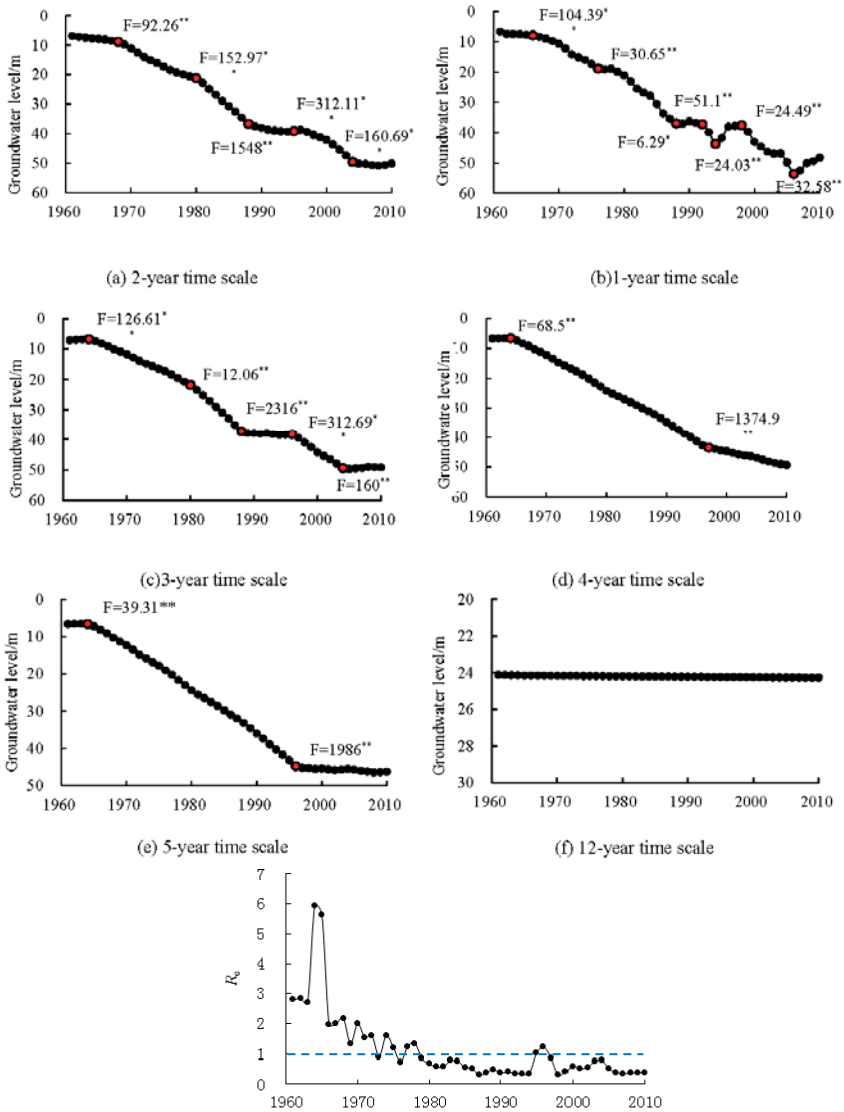 0
10
20
30
40
50
60
Groundwater level/m
F=92.26**
F=152.97*
*
F=1548**
F=312.11*
*
F=160.69*
*
1960 1970 1980 1990 2000 2010
(a) 2-year time scale
0
10
20
30
40
50
60
Groundwater level/m
F=104.39*
*
F=30.65**
F=51.1**
F=6.29*
F=24.03**
F=24.49**
F=32.58**
1960 1970 1980 1990 2000 2010
(b)1-year time scale
0
10
20
30
40
50
60
Groundwater level/m
F=126.61*
*
F=12.06**
F=2316**
F=312.69*
*
F=160**
1960 1970 1980 1990 2000 2010
(c)3-year time scale
0
10
20
30
40
50
60
Groundwatre level/m
F=68.5**
F=1374.9
**
1960 1970 1980 1990 2000 2010
(d) 4-year time scale
0
10
20
30
40
50
Groundwater level/m
F=39.31**
F=1986**
1960 1970 1980 1990 2000 2010
(e) 5-year time scale
20
22
24
26
28
30
Groundwater level/m
1960 1970 1980 1990 2000 2010
(f) 12-year time scale
7
6
5
4
3
2
1
0
1960 1970 1980 1990 2000 2010